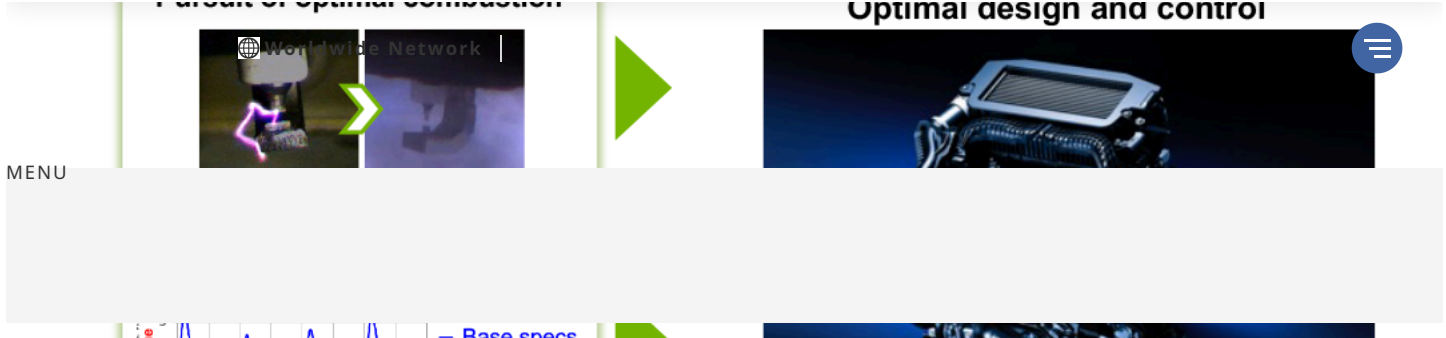 Pursuit of optimal combustion
Optimal design and control
Worldwide Network
MENU
Base specs